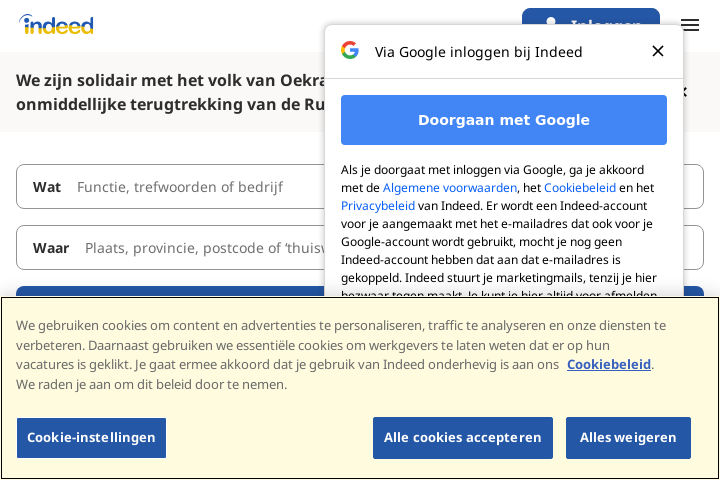 indeed
Inloggen
Via Google inloggen bij Indeed
We zijn solidair met het volk van Oekra
onmiddellijke terugtrekking van de Ru
Doorgaan met Google
Als je doorgaat met inloggen via Google, ga je akkoord
met de Algemene voorwaarden, het Cookiebeleid en het
Privacybeleid van Indeed. Er wordt een Indeed-account
voor je aangemaakt met het e-mailadres dat ook voor je
Google-account wordt gebruikt, mocht je nog geen
Indeed-account hebben dat aan dat e-mailadres is
gekoppeld. Indeed stuurt je marketingmails, tenzij je hier
bezwaar tegen maakt. Je kunt je hier altijd voor afmelden
Wat Functie, trefwoorden of bedrijf
Waar Plaats, provincie, postcode of ‘thuisw
We gebruiken cookies om content en advertenties te personaliseren, traffic te analyseren en onze diensten te
verbeteren. Daarnaast gebruiken we essentiële cookies om werkgevers te laten weten dat er op hun
vacatures is geklikt. Je gaat ermee akkoord dat je gebruik van Indeed onderhevig is aan ons Cookiebeleid.
We raden je aan om dit beleid door te nemen.
Cookie-instellingen
Alle cookies accepteren
Alles weigeren